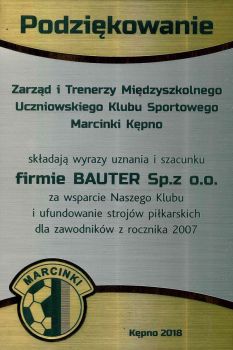 Podziękowanie
Zarząd i Trenerzy Międzyszkolnego
Uczniowskiego Klubu Sportowego
Marcinki Kępno
składają wyrazy uznania i szacunku
firmie BAUTER Sp.z o.o.
za wsparcie Naszego Klubu
i ufundowanie strojów piłkarskich
dla zawodników z rocznika 2007
MARCINKI
Kępno 2018